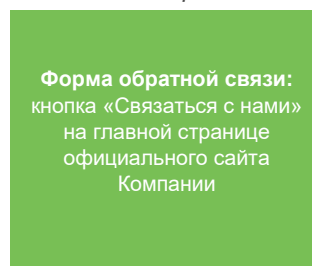 Форма обратной связи:
кнопка «Связаться с нами»
на главной странице
официального сайта
Компании